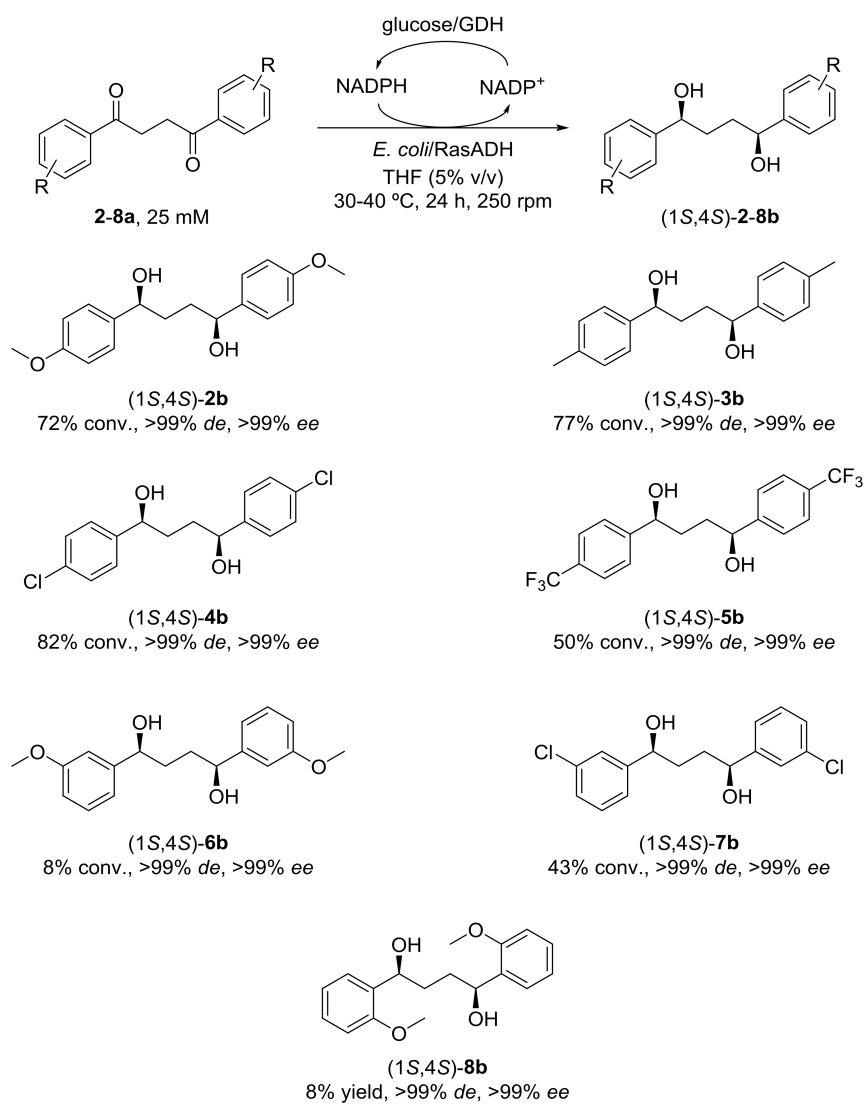 glucose/GDH
NADPH NADP+
E. coli/RasADH
THF (5% v/v)
30-40 ºC, 24 h, 250 rpm
R
O
O
R
2-8a, 25 mM
R
OH
OH
R
(1S,4S)-2-8b
OH
O
OH
O
(1S,4S)-2b
72% conv., >99% de, >99% ee
OH
OH
(1S,4S)-3b
77% conv., >99% de, >99% ee
Cl
OH
OH
Cl
(1S,4S)-4b
82% conv., >99% de, >99% ee
CF3
OH
OH
F3C
(1S,4S)-5b
50% conv., >99% de, >99% ee
OH
O
O
OH
(1S,4S)-6b
8% conv., >99% de, >99% ee
OH
Cl
Cl
OH
(1S,4S)-7b
43% conv., >99% de, >99% ee
O
OH
OH
O
(1S,4S)-8b
8% yield, >99% de, >99% ee